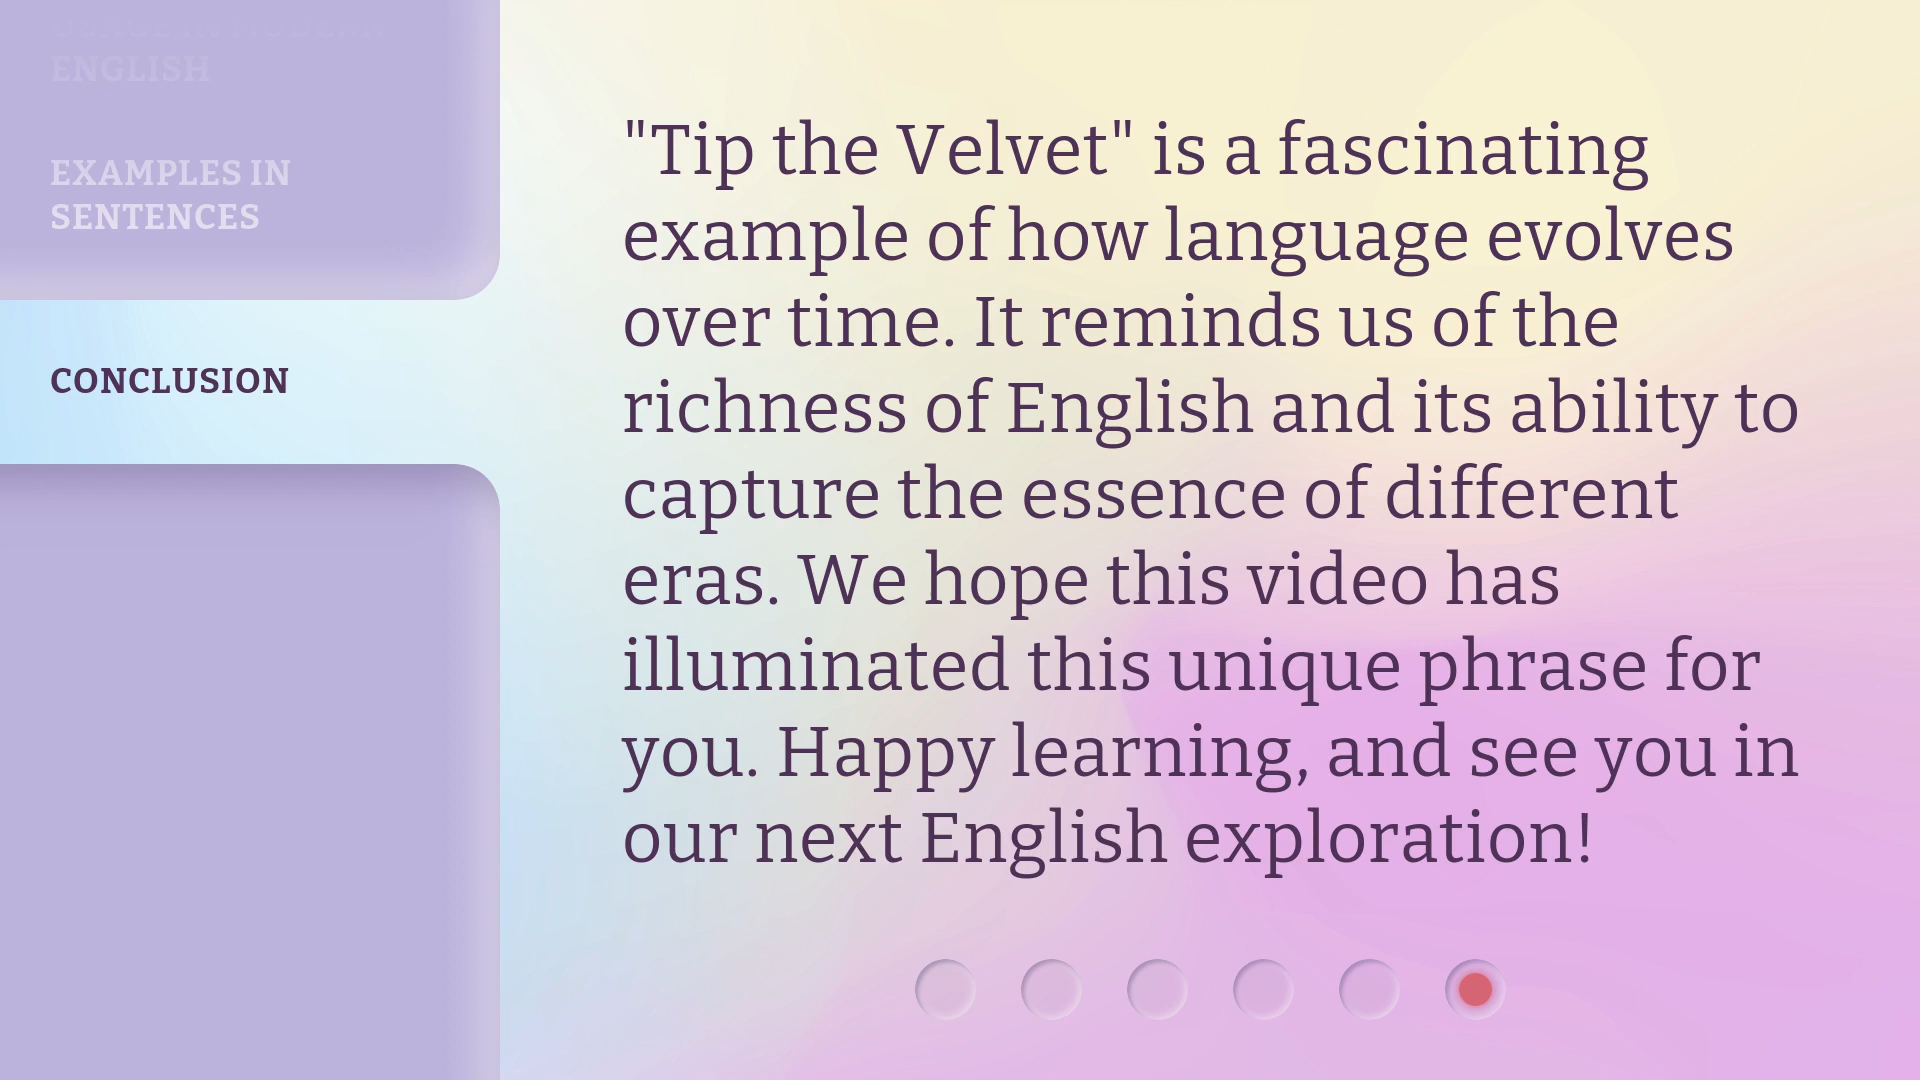 ENGLISH
EXAMPLES IN
SENTENCES
CONCLUSION
"Tip the Velvet" is a fascinating
example of how language evolves
over time. It reminds us of the
richness of English and its ability to
capture the essence of different
eras. We hope this video has
illuminated this unique phrase for
you. Happy learning, and see you in
our next English exploration!